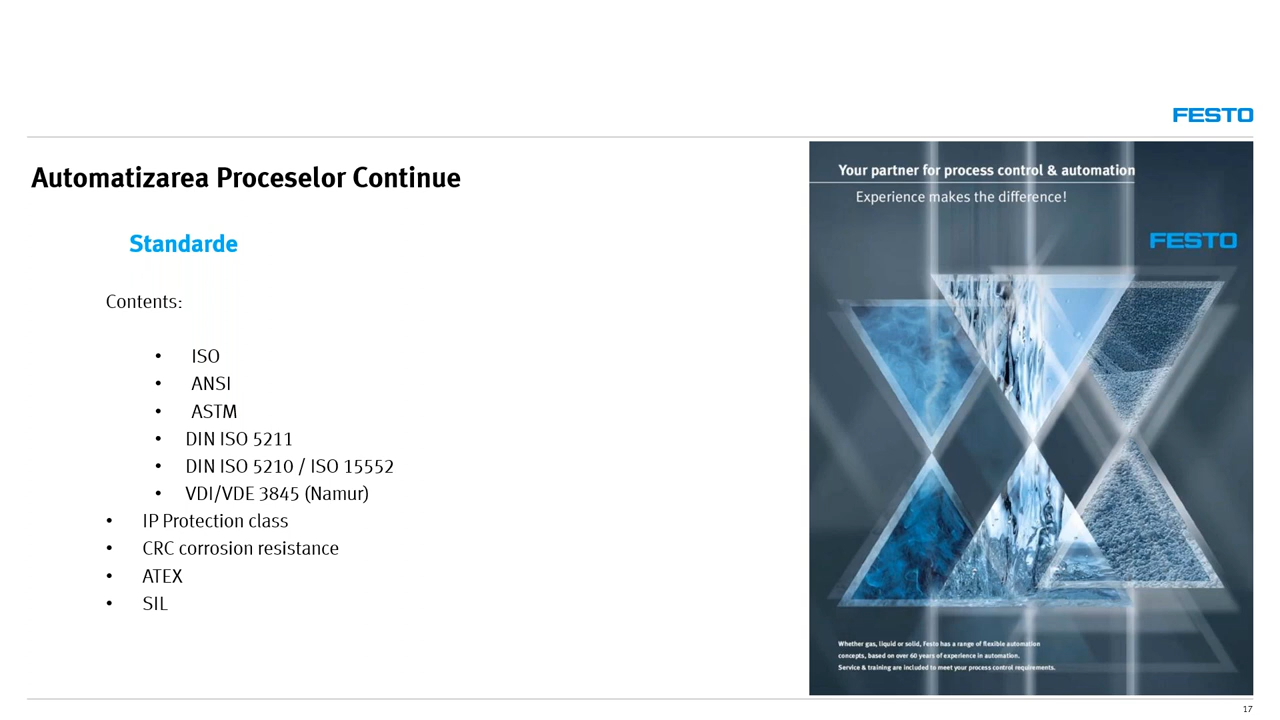 FESTO
Automatizarea Proceselor Continue
Standarde
Contents:
• ISO
• ANSI
• ASTM
• DIN ISO 5211
• DIN ISO 5210 / ISO 15552
• VDI/VDE 3845 (Namur)
• IP Protection class
• CRC corrosion resistance
• ATEX
• SIL
Your partner for process control & automation
Experience makes the difference!
FESTO
Whether gas, liquid or solid, Festo has a range of flexible automation
concepts, based on over 60 years of experience in automation.
Service & training are included to meet your process control requirements.
17